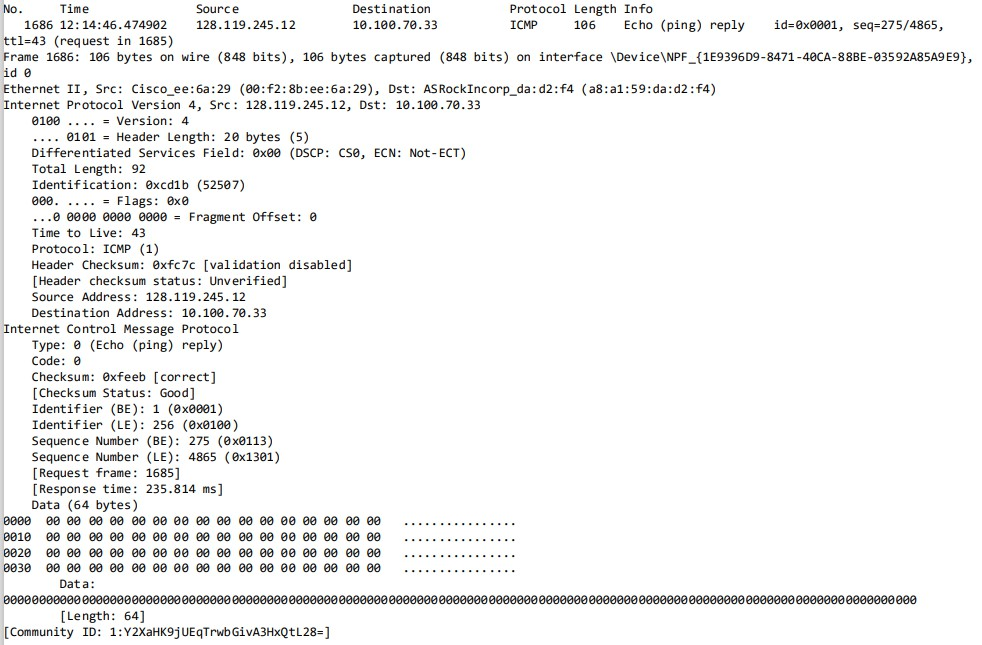 No. Time Source Destination Protocol Length Info
1686 12:14:46.474902 128.119.245.12 10.100.70.33 ICMP 106 Echo (ping) reply id=0x0001, seq=275/4865,
ttl=43 (request in 1685)
Frame 1686: 106 bytes on wire (848 bits), 106 bytes captured (848 bits) on interface \Device\NPF_{1E9396D9-8471-40CA-88BE-03592A85A9E9},
id 0
Ethernet II, Src: Cisco_ee:6a:29 (00:f2:8b:ee:6a:29), Dst: ASRockIncorp_da:d2:f4 (a8:a1:59:da:d2:f4)
Internet Protocol Version 4, Src: 128.119.245.12, Dst: 10.100.70.33
0100 .... = Version: 4
.... 0101 = Header Length: 20 bytes (5)
Differentiated Services Field: 0x00 (DSCP: CS0, ECN: Not-ECT)
Total Length: 92
Identification: 0xcd1b (52507)
000. .... = Flags: 0x0
...0 0000 0000 0000 = Fragment Offset: 0
Time to Live: 43
Protocol: ICMP (1)
Header Checksum: 0xfc7c [validation disabled]
[Header checksum status: Unverified]
Source Address: 128.119.245.12
Destination Address: 10.100.70.33
Internet Control Message Protocol
Type: 0 (Echo (ping) reply)
Code: 0
Checksum: 0xfeeb [correct]
[Checksum Status: Good]
Identifier (BE): 1 (0x0001)
Identifier (LE): 256 (0x0100)
Sequence Number (BE): 275 (0x0113)
Sequence Number (LE): 4865 (0x1301)
[Request frame: 1685]
[Response time: 235.814 ms]
Data (64 bytes)
0000 00 00 00 00 00 00 00 00 00 00 00 00 00 00 00 00 ................
0010 00 00 00 00 00 00 00 00 00 00 00 00 00 00 00 00 ................
0020 00 00 00 00 00 00 00 00 00 00 00 00 00 00 00 00 ................
0030 00 00 00 00 00 00 00 00 00 00 00 00 00 00 00 00 ................
Data:
00000000000000000000000000000000000000000000000000000000000000000000000000000000000000000000000000000000000000000000000000000000
[Length: 64]
[Community ID: 1:Y2XaHK9jUEqTrwbGivA3HxQtL28=]